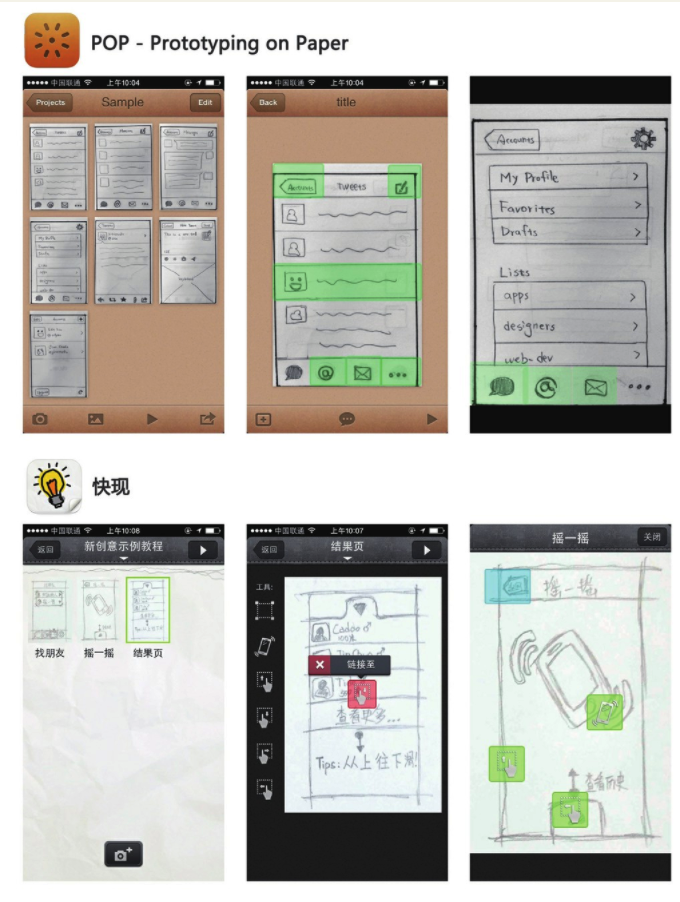 POP - Prototyping on Paper
中国联通 上午10:04
Projects Sample Edit
中国联通 上午10:04
Back title
Accounts TWEETS
Accounts
My Profile
Favorites
Drafts
Lists
apps
designers
web-dev
快现
中国联通 上午10:08
返回 新创意示例教程
找朋友 摇一摇 结果页
中国联通 上午10:07
返回 结果页
工具:
Caddo
链接至
查看更多...
Tips:从上往下滑!
摇一摇 关闭
摇一摇
查看历史